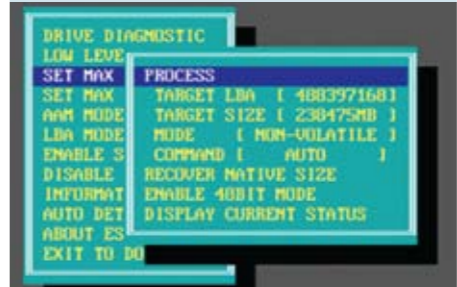 DRIVE DIAGNOSTIC
LOW LEVE
SET MAX
SET MAX
AAM MODE
LBA MODE
ENABLE S
DISABLE
INFORMAT
AUTO DET
ABOUT ES
EXIT TO DO
PROCESS
TARGET LBA [ 488397168]
TARGET SIZE [ 238475MB ]
MODE [ NON-VOLATILE ]
COMMAND [ AUTO ]
RECOVER NATIVE SIZE
ENABLE 48BIT MODE
DISPLAY CURRENT STATUS